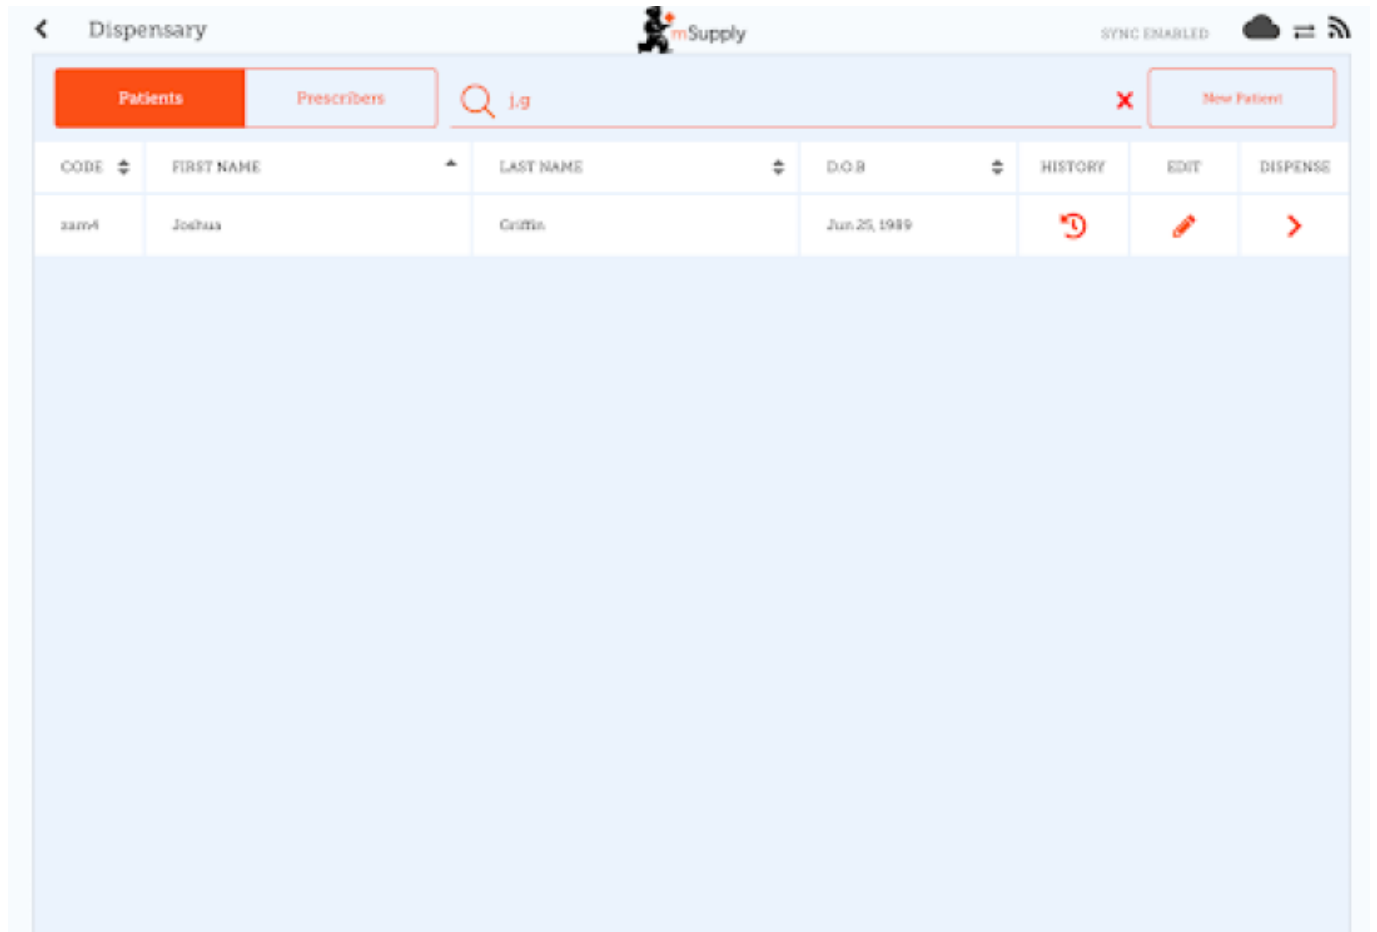 Dispensary
mSupply
SYNC ENABLED
Patients
Prescribers
j,g
New Patient
CODE FIRST NAME LAST NAME D.O.B HISTORY EDIT DISPENSE
zam4 Joshua Griffin Jun 25, 1989